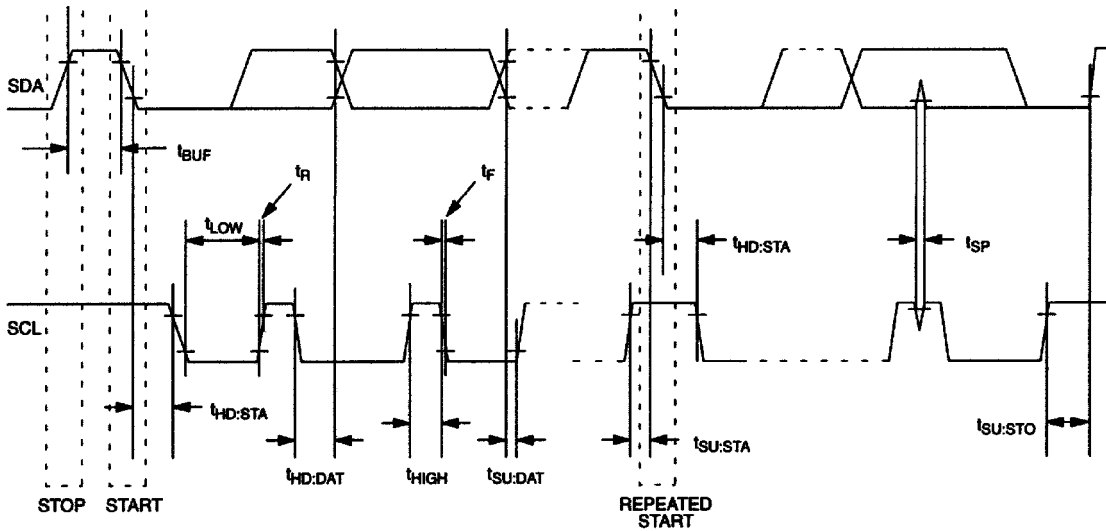 SDA
tBUF
tR
tF
tLOW
tHD:STA
tSP
SCL
tHD:STA
tHD:DAT
tHIGH
tSU:DAT
tSU:STA
tSU:STO
STOP
START
REPEATED
START